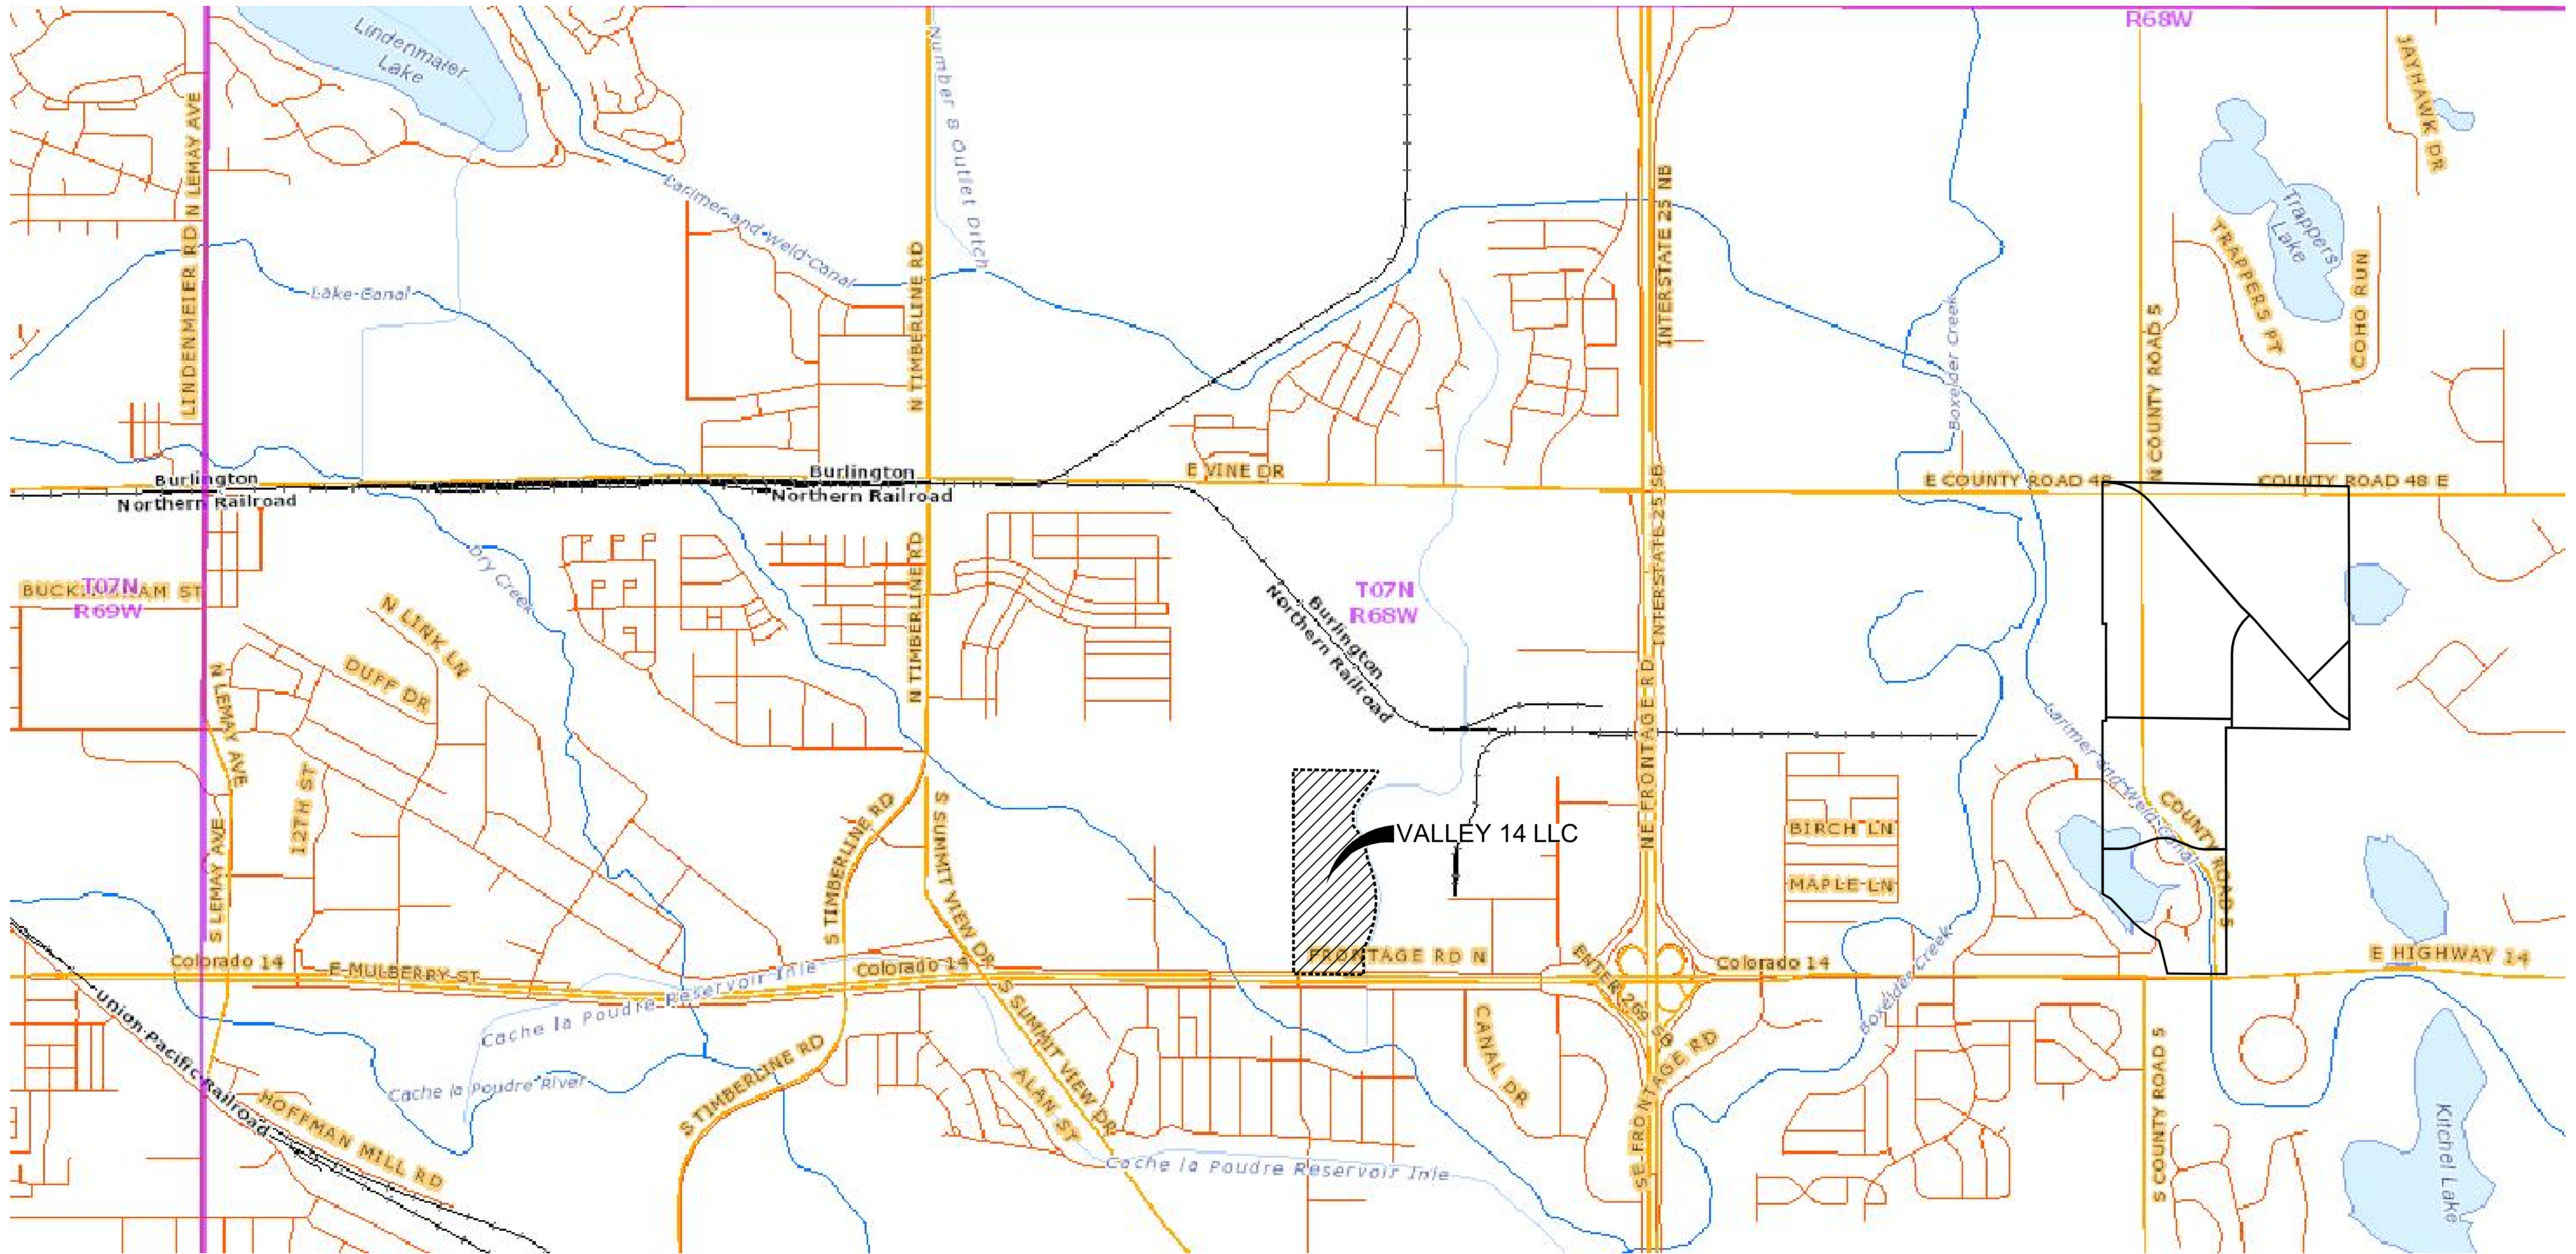 R68W
Lindenmater
Lake
Number 8 Outlet Ditch
JAYHAWK DR
N LEMAY AVE
Larimer-and-Weld-Canal
INTERSTATE 25 NB
Trappers
Lake
TRAPPERS PT
COHO RUN
LINDENMEIER RD
Lake-Canal
N TIMBERLINE RD
Boxelder Creek
N COUNTY ROAD 5
Burlington
Northern Railroad
Burlington
Northern Railroad
E VINE DR
INTERSTATE 25 SB
E COUNTY ROAD 48
COUNTY ROAD 48 E
Dry Creek
N TIMBERLINE RD
T07N
R69W
N LINK LN
DUFF DR
Burlington
Northern Railroad
T07N
R68W
N LEMAY AVE
12TH ST
S LEMAY AVE
S TIMBERLINE RD
S SUMMIT VIEW DR
VALLEY 14 LLC
NE FRONTAGE RD
BIRCH LN
MAPLE LN
Larimer and Weld Canal
COUNTY ROAD 5
Colorado 14
E MULBERRY ST
Cache la Poudre Reservoir Inle
Colorado 14
FRONTAGE RD N
Colorado 14
Boxelder Creek
E HIGHWAY 14
Union Pacific Railroad
HOFFMAN MILL RD
Cache la Poudre River
S TIMBERLINE RD
S SUMMIT VIEW DR
ALAN ST
Cache la Poudre Reservoir Inle
CANAL DR
SE FRONTAGE RD
S COUNTY ROAD 5
Kitchel Lake